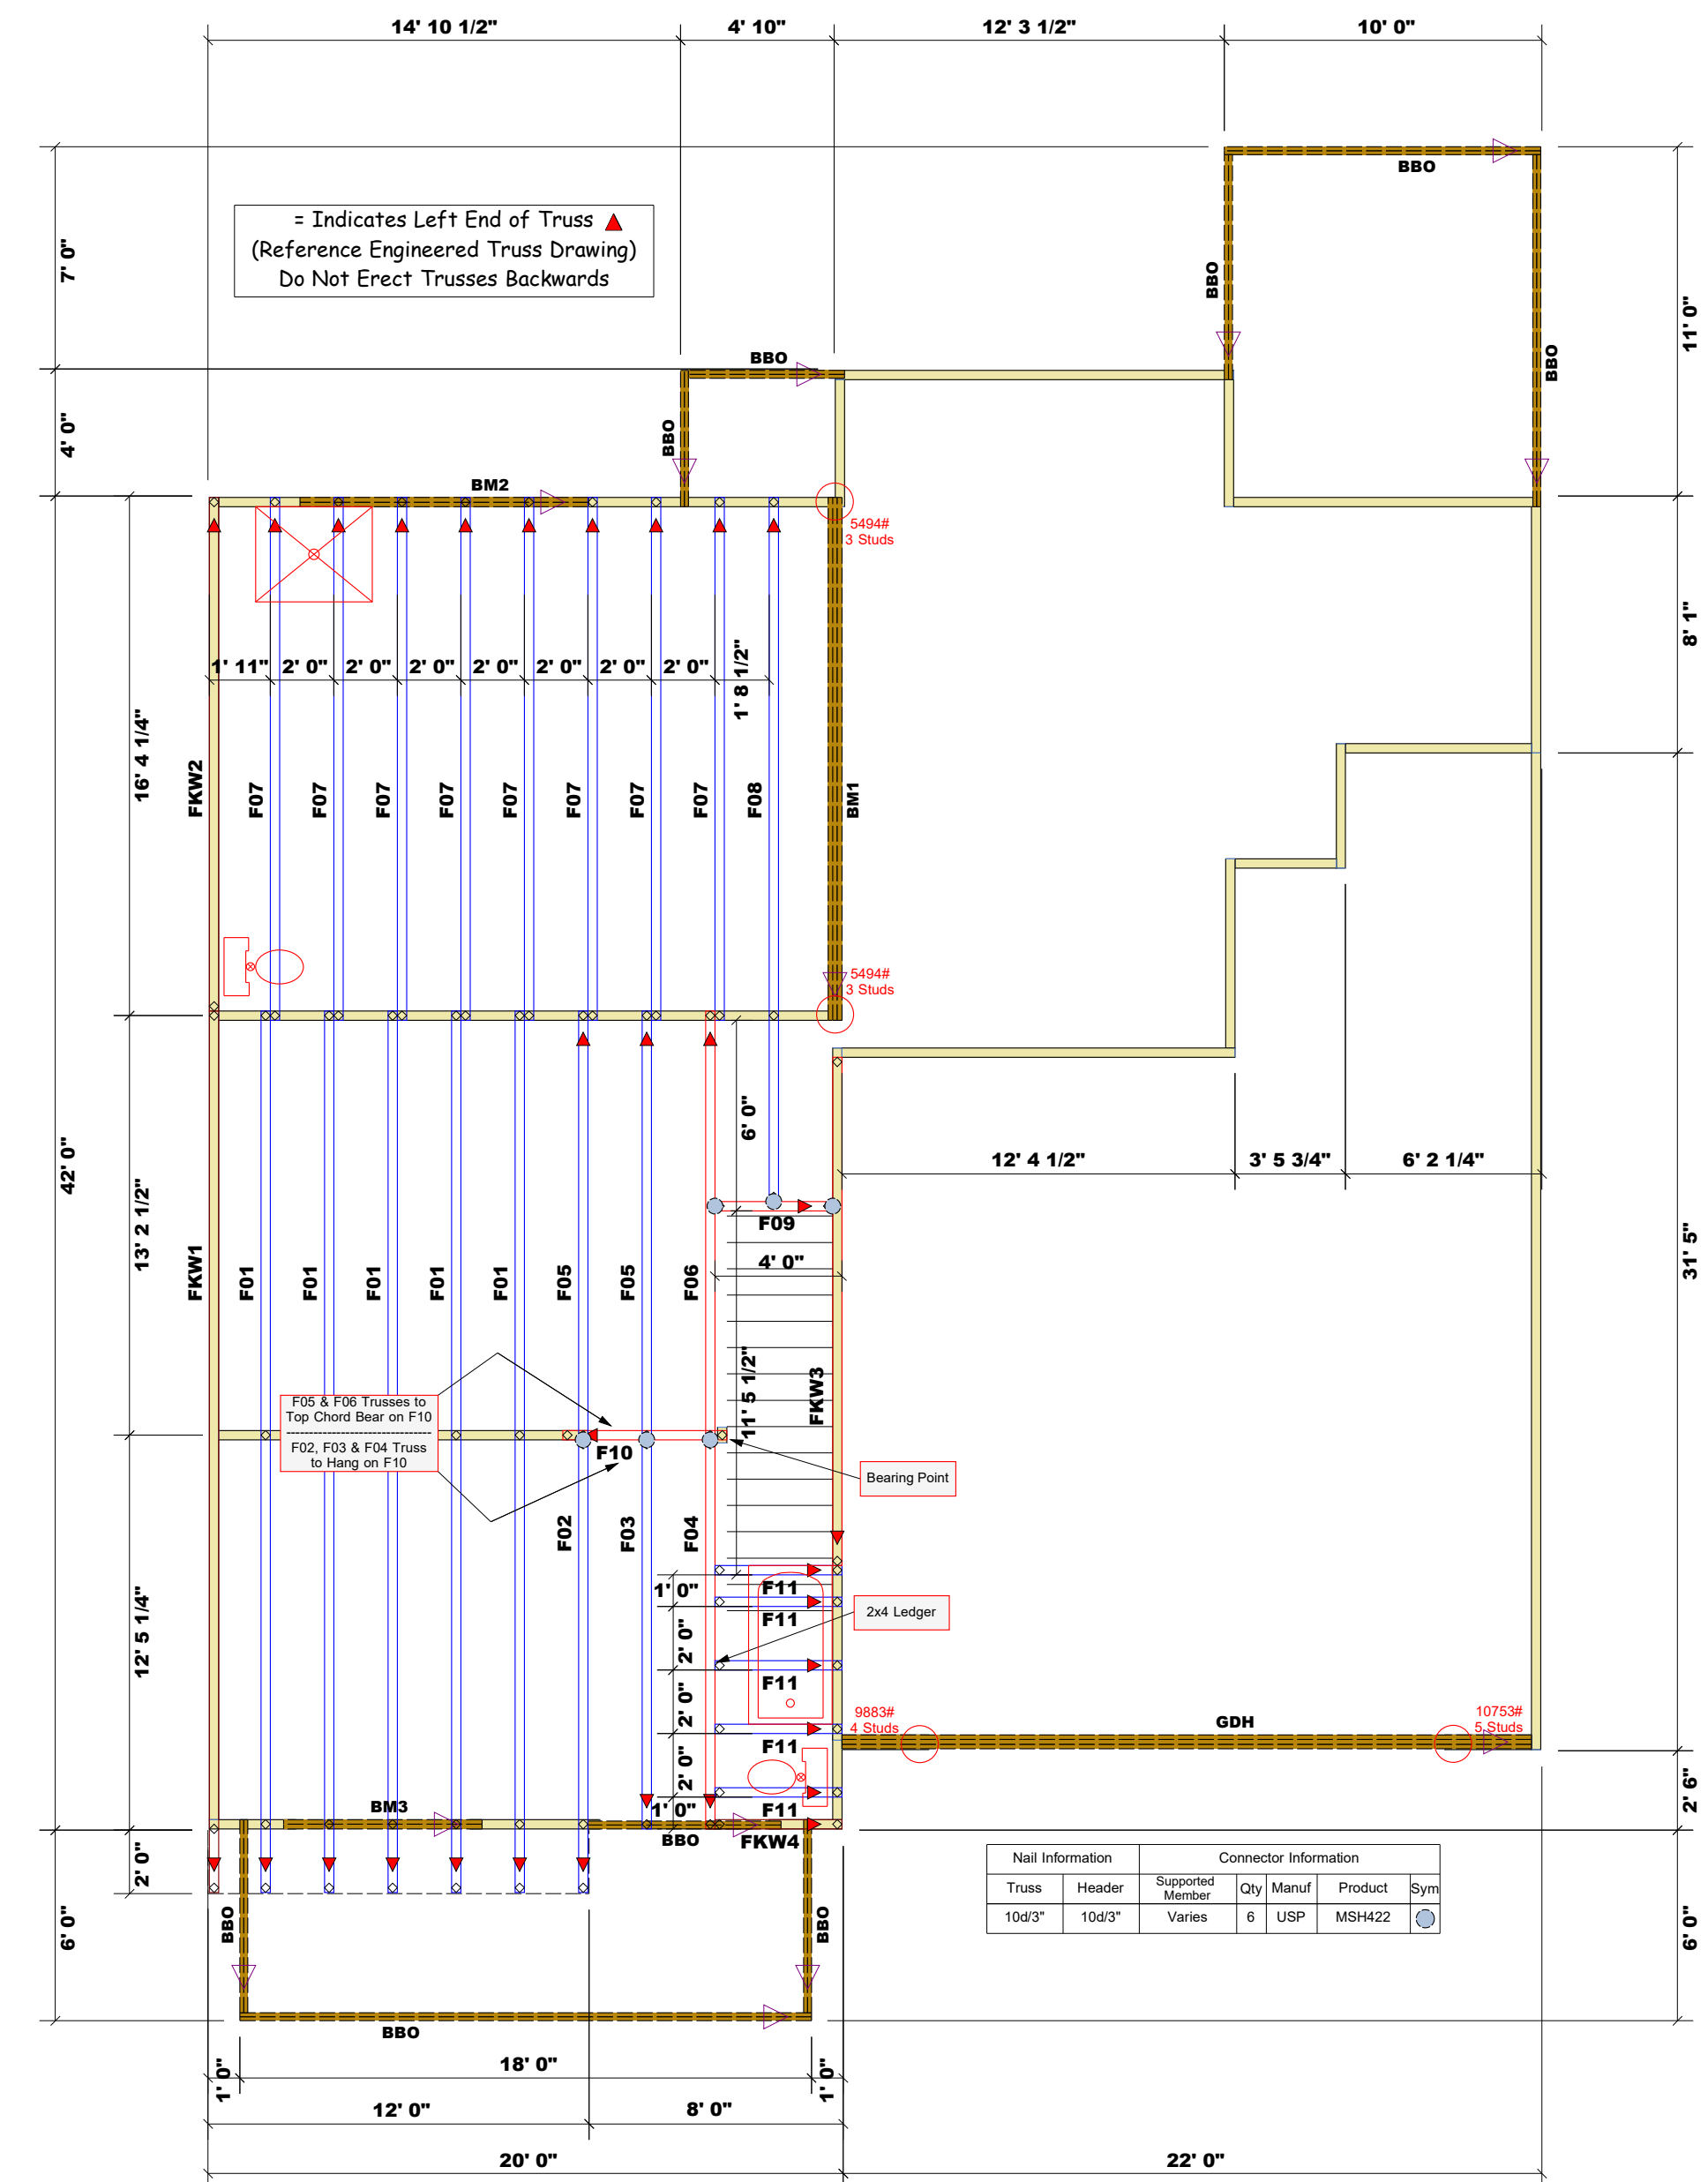 14' 10 1/2"
4' 10"
12' 3 1/2"
10' 0"
BBO
= Indicates Left End of Truss
(Reference Engineered Truss Drawing)
Do Not Erect Trusses Backwards
7' 0"
BBO
11' 0"
BBO
BBO
4' 0"
BBO
BM2
5494#
3 Studs
8' 1"
1' 11"
2' 0"
2' 0"
2' 0"
2' 0"
2' 0"
2' 0"
2' 0"
1' 8 1/2"
16' 4 1/4"
FKW2
F07
F07
F07
F07
F07
F07
F07
F07
F08
BM1
5494#
3 Studs
6' 0"
42' 0"
12' 4 1/2"
3' 5 3/4"
6' 2 1/4"
13' 2 1/2"
F09
4' 0"
31' 5"
FKW1
F01
F01
F01
F01
F01
F05
F05
F06
11' 5 1/2"
FKW3
F05 & F06 Trusses to
Top Chord Bear on F10
F02, F03 & F04 Truss
to Hang on F10
F10
Bearing Point
F02
F03
F04
12' 5 1/4"
1' 0"
F11
2x4 Ledger
F11
2' 0"
F11
2' 0"
9883#
4 Studs
GDH
10753#
5 Studs
F11
2' 0"
2' 6"
BM3
1' 0"
F11
BBO
FKW4
2' 0"
Nail Information
Connector Information
Truss
Header
Supported
Member
Qty
Manuf
Product
Sym
10d/3"
10d/3"
Varies
6
USP
MSH422
6' 0"
BBO
BBO
6' 0"
BBO
1' 0"
18' 0"
1' 0"
12' 0"
8' 0"
20' 0"
22' 0"